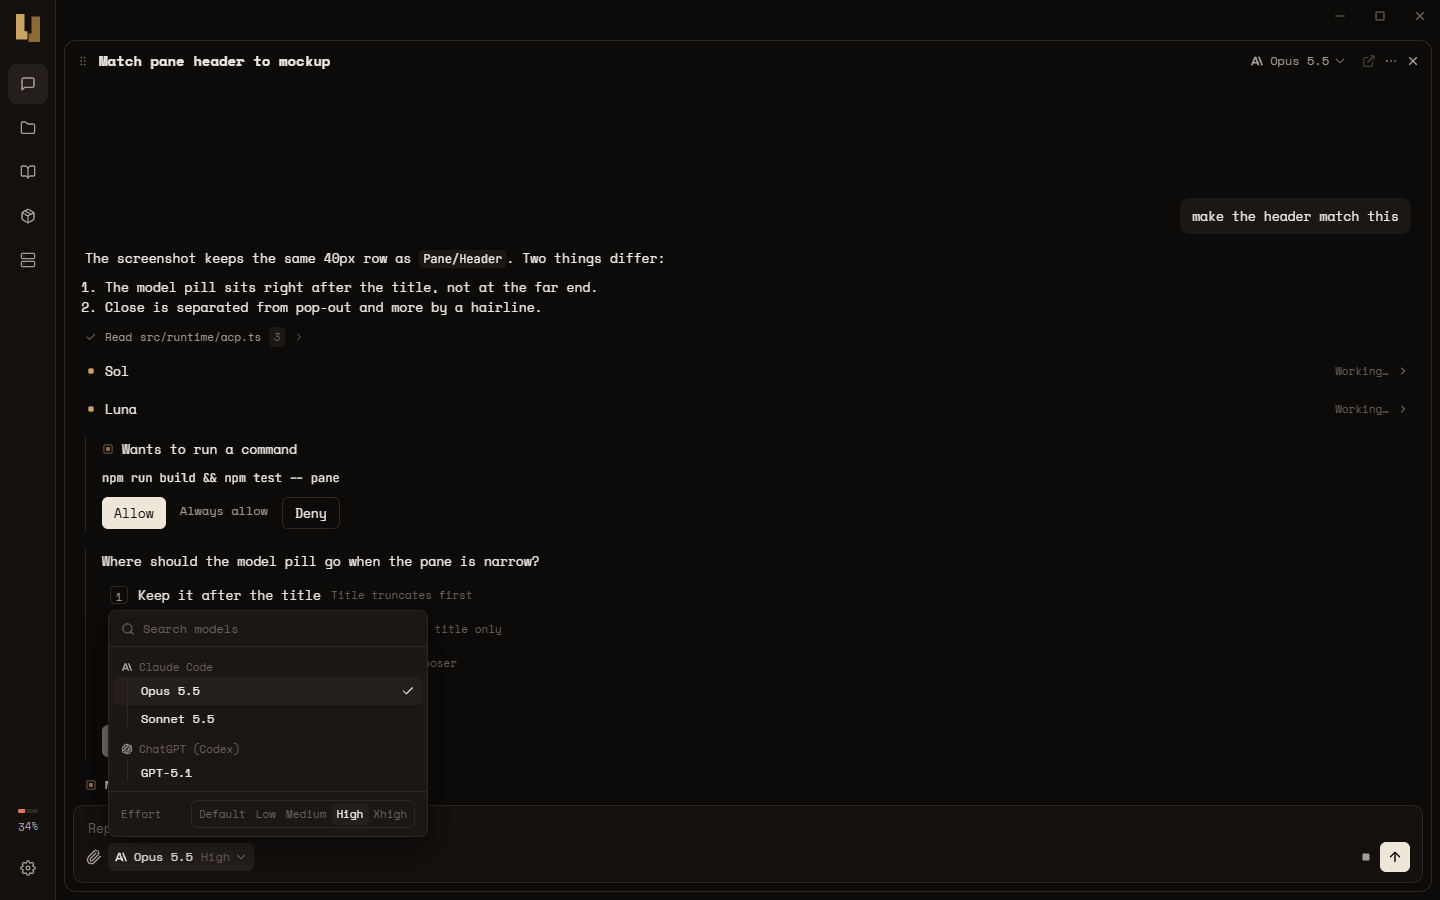 Match pane header to mockup
Opus 5.5
make the header match this
The screenshot keeps the same 40px row as Pane/Header. Two things differ:
1. The model pill sits right after the title, not at the far end.
2. Close is separated from pop-out and more by a hairline.
Read src/runtime/acp.ts 3
Sol
Working…
Luna
Working…
Wants to run a command
npm run build && npm test -- pane
Allow Always allow Deny
Where should the model pill go when the pane is narrow?
1 Keep it after the title Title truncates first
Search models
title only
Claude Code
Opus 5.5
Sonnet 5.5
ChatGPT (Codex)
GPT-5.1
Effort Default Low Medium High Xhigh
34%
Opus 5.5 High